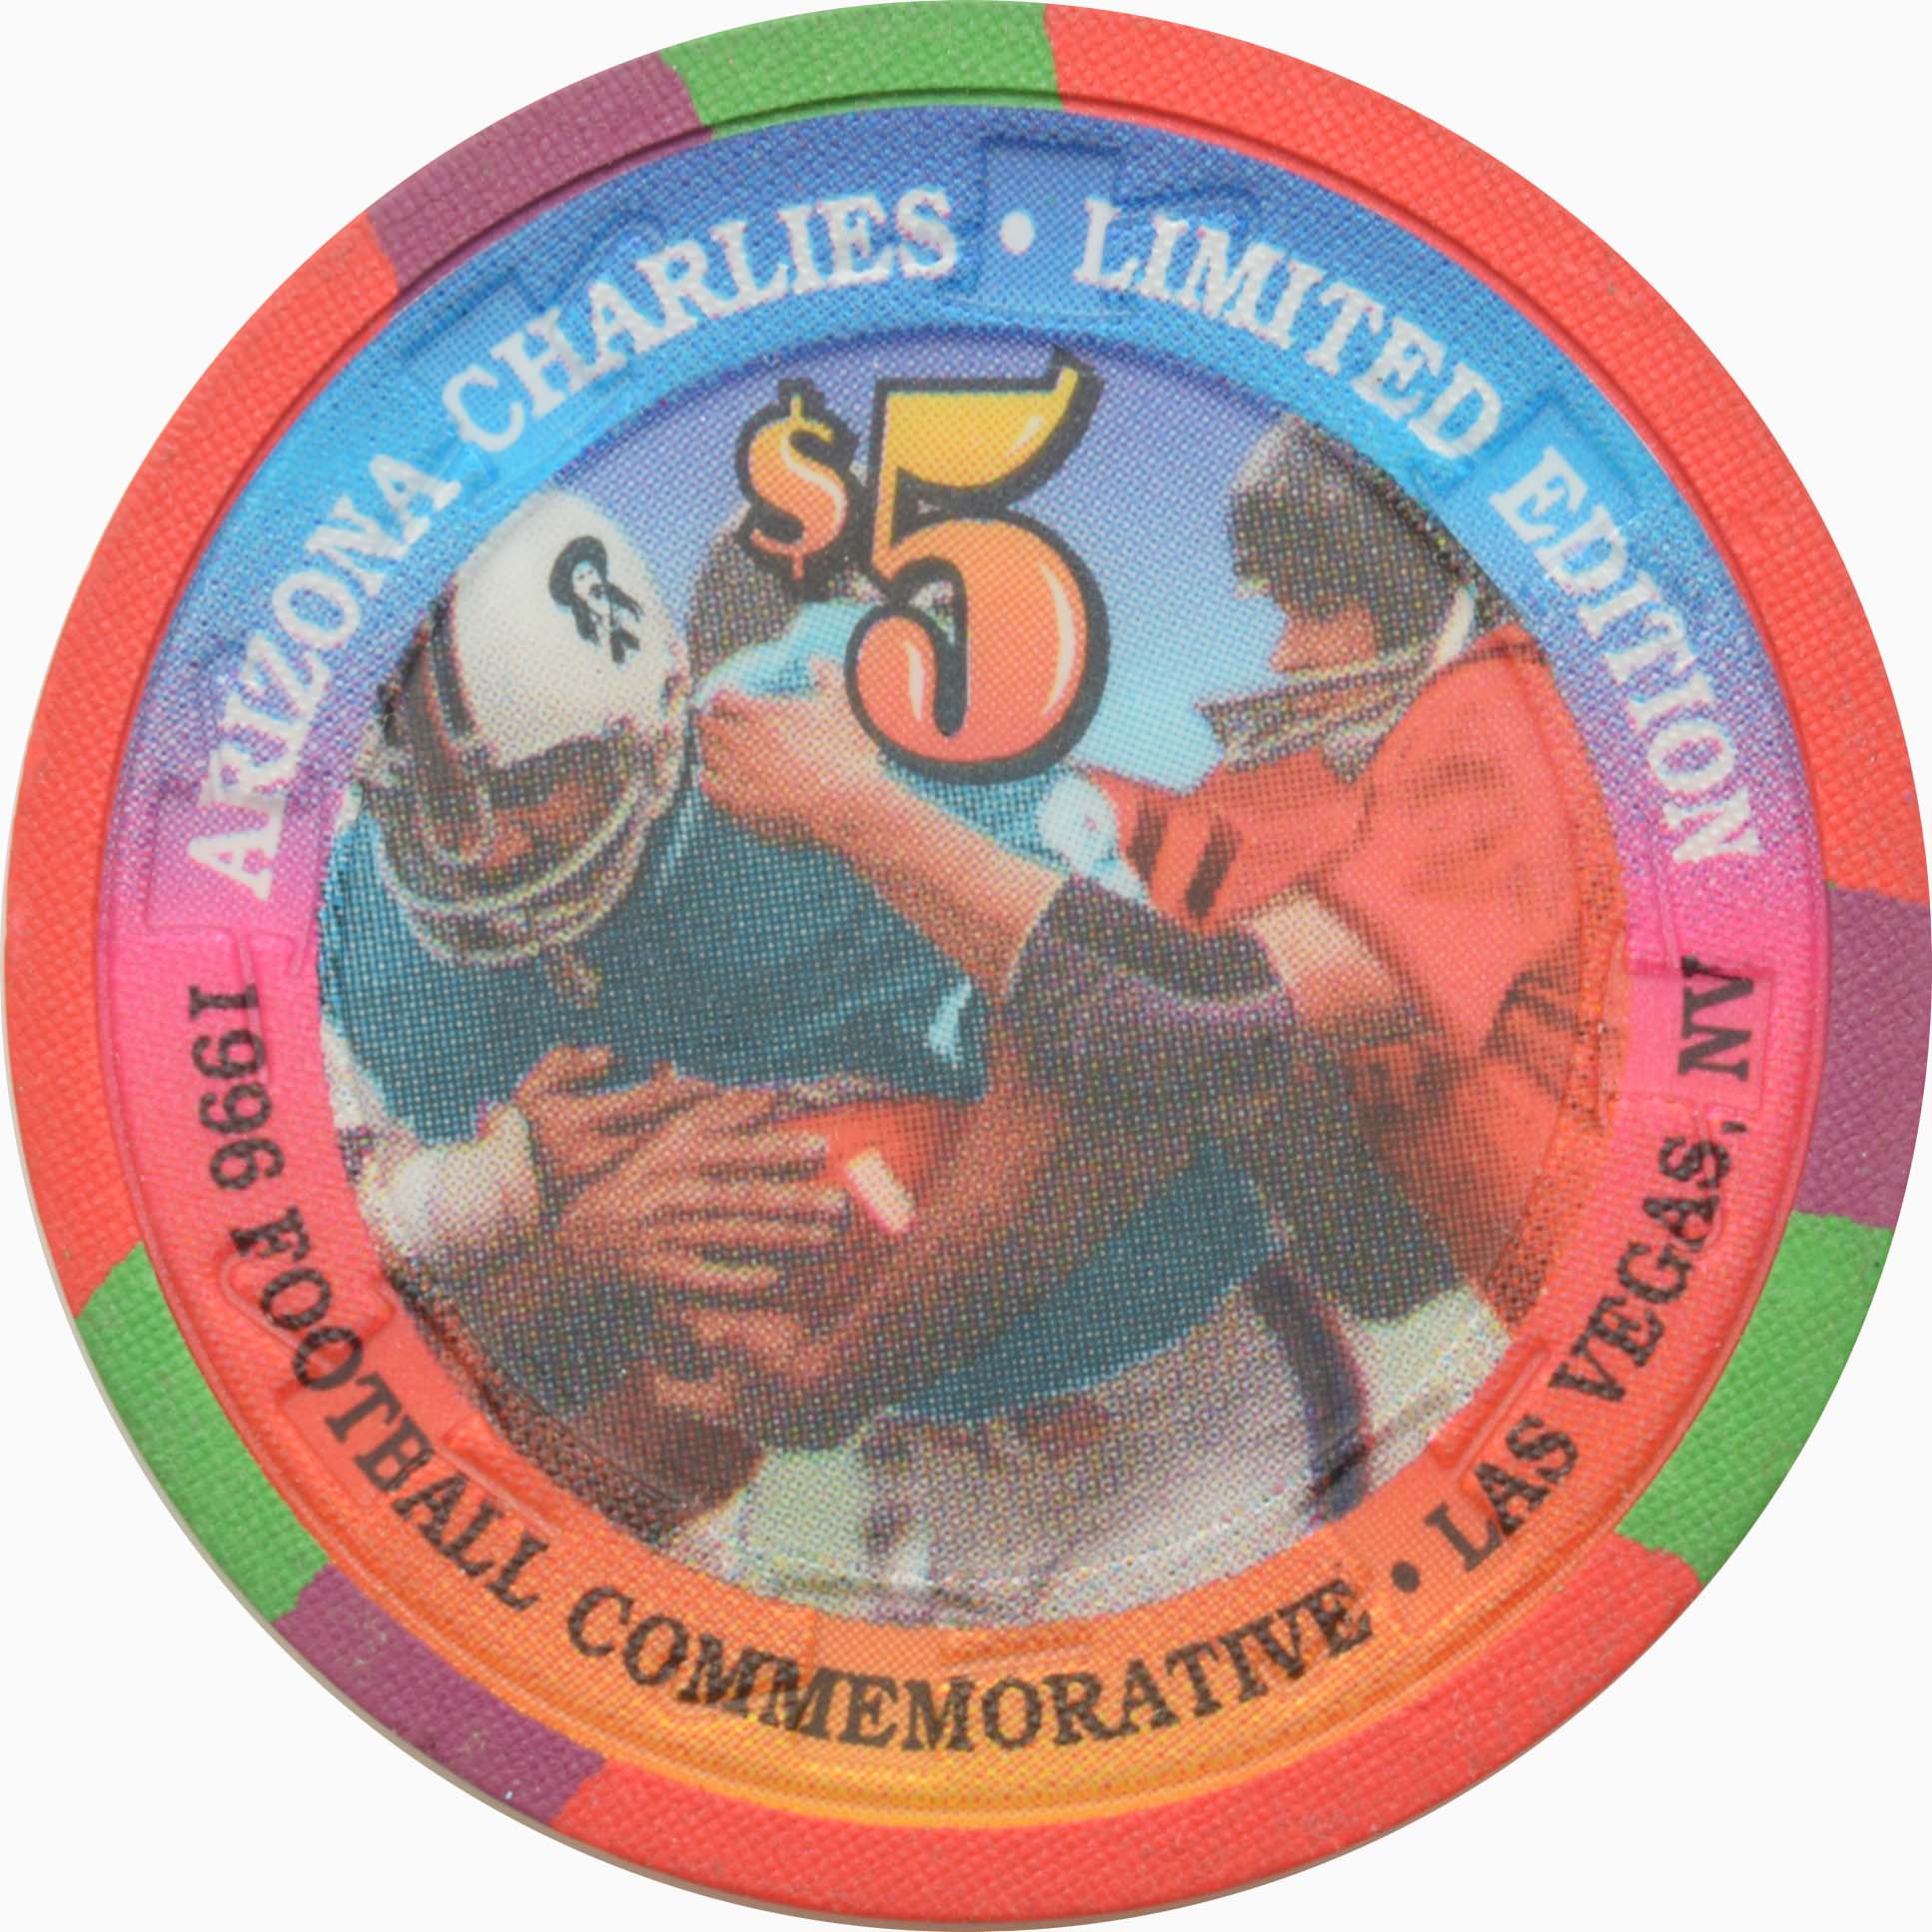 ARIZONA CHARLIES • LIMITED EDITION
$5
1996 FOOTBALL COMMEMORATIVE • LAS VEGAS, NV